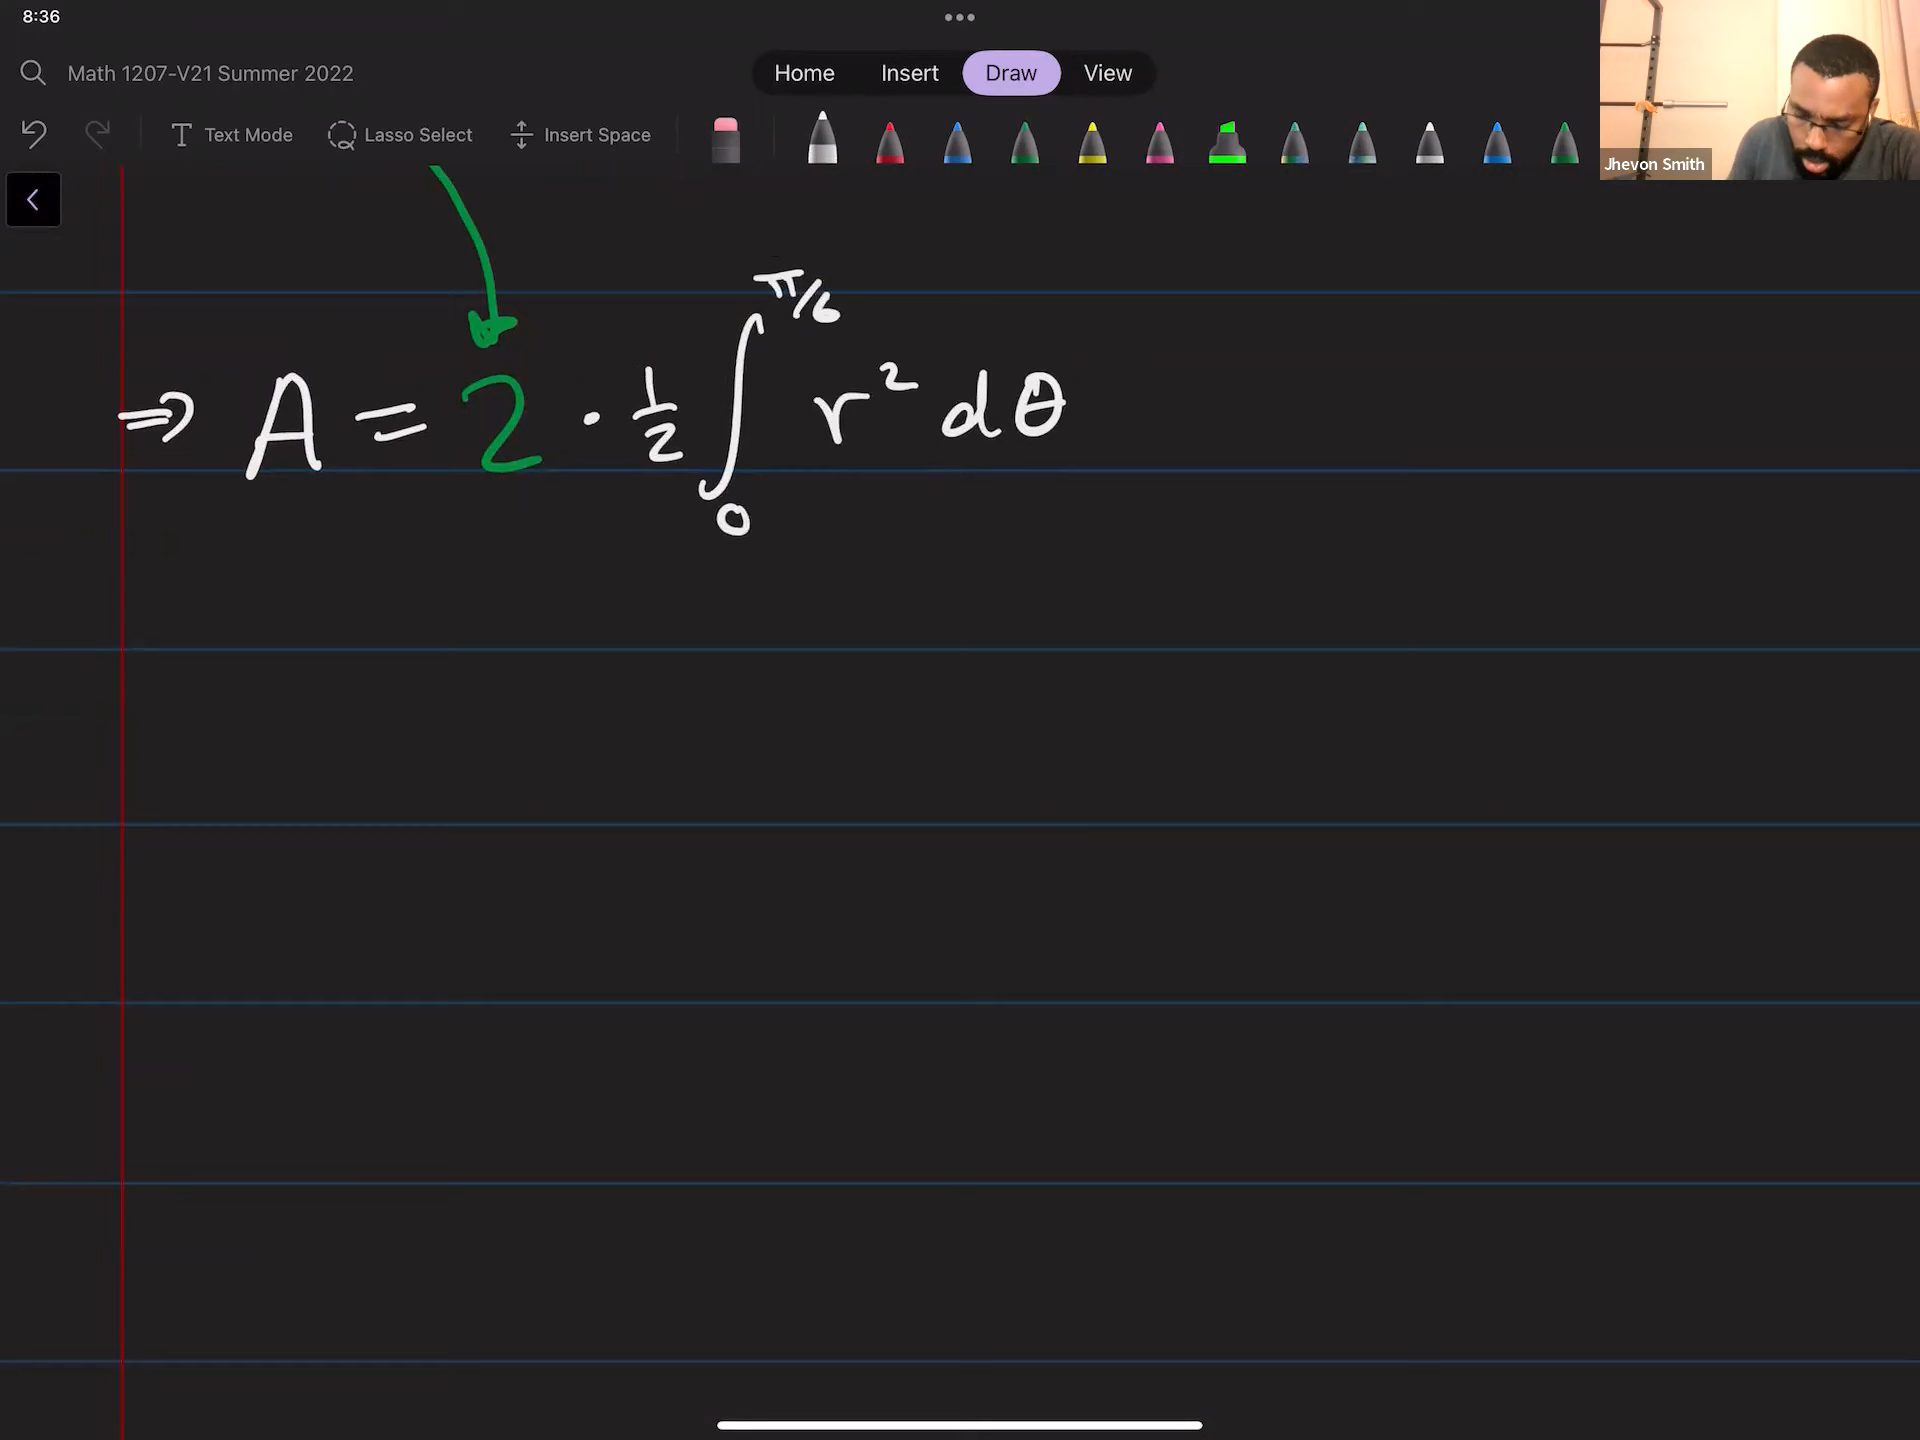 8:36
Math 1207-V21 Summer 2022
Home Insert Draw View
Text Mode Lasso Select Insert Space
Jhevon Smith
⇒ A = 2 · 1/2 ∫₀^{π/6} r² dθ